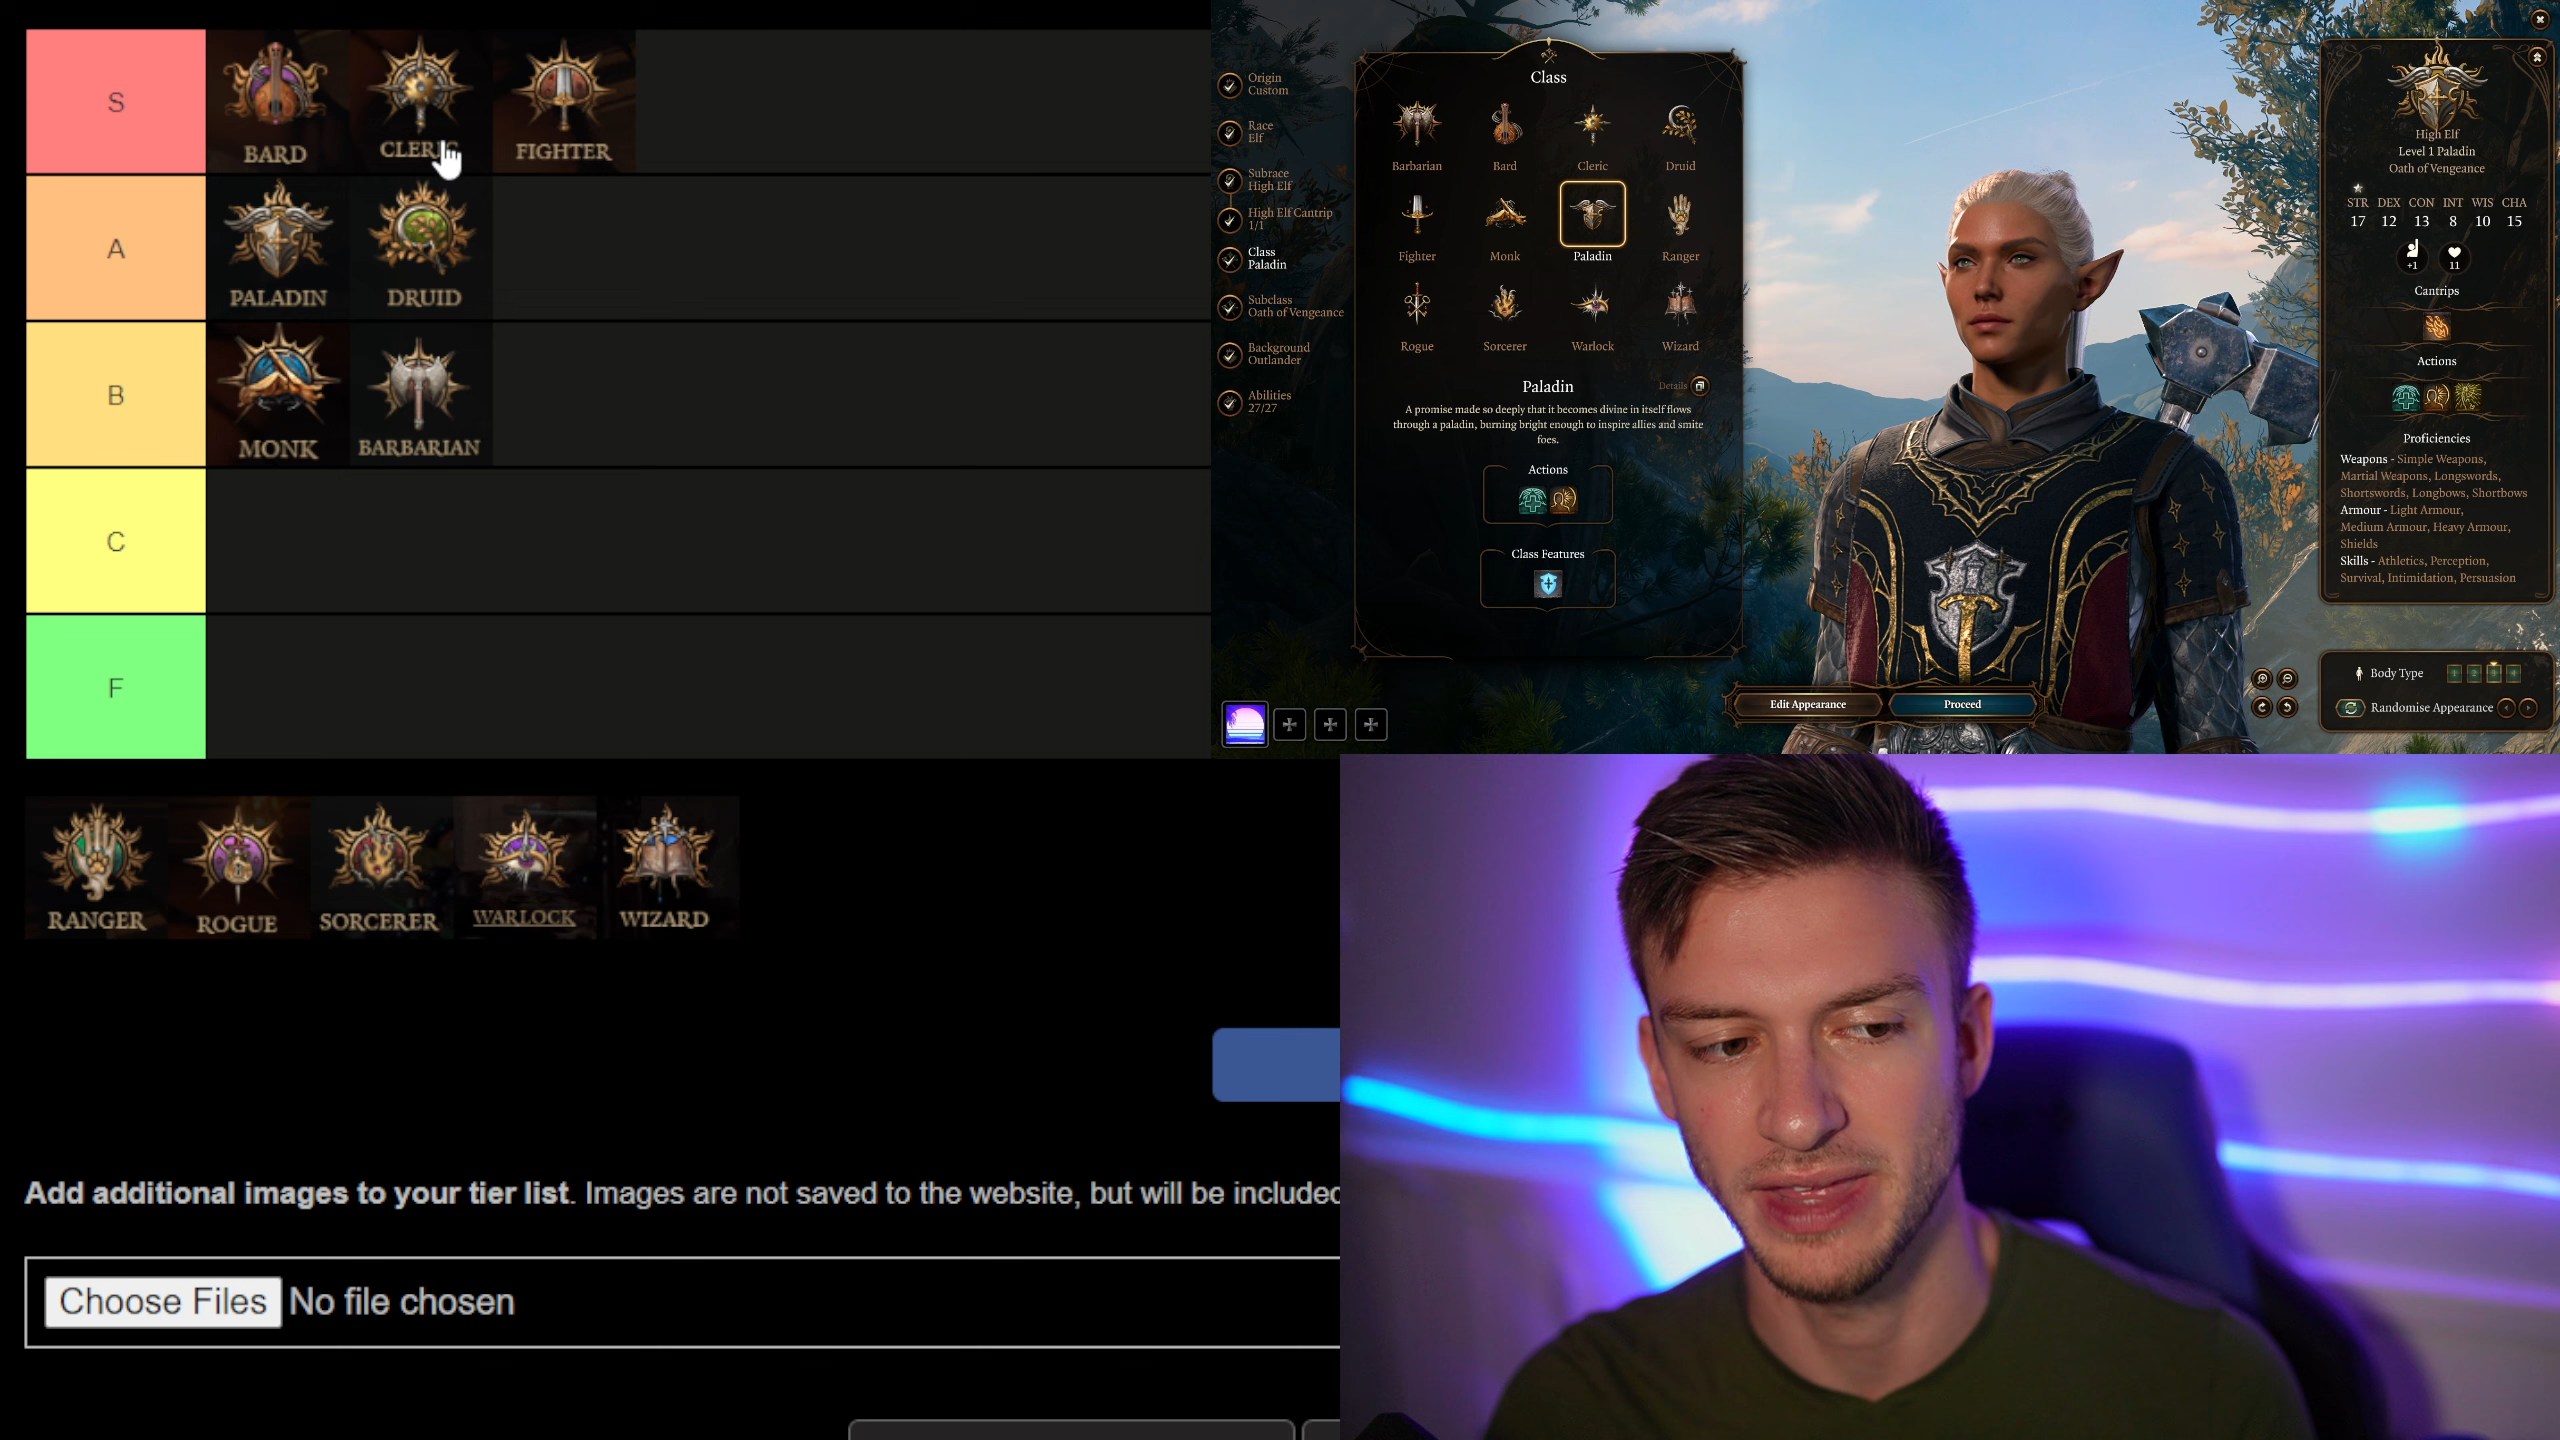 S
BARD
CLERIC
FIGHTER
A
PALADIN
DRUID
B
MONK
BARBARIAN
C
F
RANGER
ROGUE
SORCERER
WARLOCK
WIZARD
Add additional images to your tier list. Images are not saved to the website, but will be included
Choose Files No file chosen
Origin
Custom
Race
Elf
Subrace
High Elf
High Elf Cantrip
1/1
Class
Paladin
Subclass
Oath of Vengeance
Background
Outlander
Abilities
27/27
Class
Barbarian
Bard
Cleric
Druid
Fighter
Monk
Paladin
Ranger
Rogue
Sorcerer
Warlock
Wizard
Paladin
Details
A promise made so deeply that it becomes divine in itself flows
through a paladin, burning bright enough to inspire allies and smite
foes.
Actions
Class Features
Edit Appearance
Proceed
High Elf
Level 1 Paladin
Oath of Vengeance
STR DEX CON INT WIS CHA
17 12 13 8 10 15
+1 11
Cantrips
Actions
Proficiencies
Weapons - Simple Weapons,
Martial Weapons, Longswords,
Shortswords, Longbows, Shortbows
Armour - Light Armour,
Medium Armour, Heavy Armour,
Shields
Skills - Athletics, Perception,
Survival, Intimidation, Persuasion
Body Type
Randomise Appearance